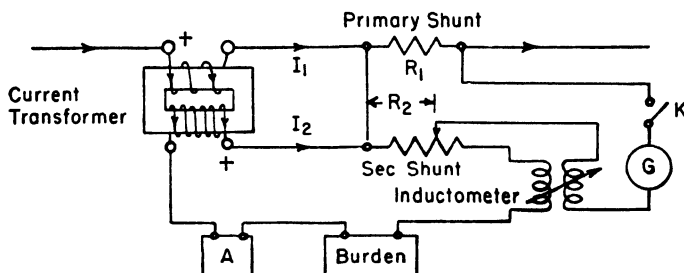 Primary Shunt
+
I1
R1
Current
Transformer
R2
K
I2
+
Sec Shunt
G
Inductometer
A
Burden